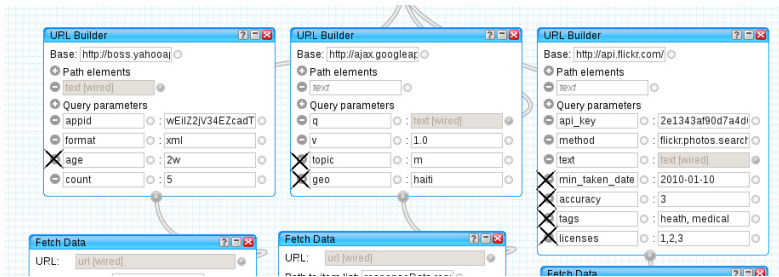 URL Builder
Base: http://boss.yahooap
Path elements
text [wired]
Query parameters
appid : wEiIZ2jV34EZcadT
format : xml
age : 2w
count : 5
Fetch Data
URL: url [wired]
URL Builder
Base: http://ajax.googleap
Path elements
text
Query parameters
q : text [wired]
v : 1.0
topic : m
geo : haiti
Fetch Data
URL: url [wired]
URL Builder
Base: http://api.flickr.com/
Path elements
text
Query parameters
api_key : 2e1343af90d7a4d
method : flickr.photos.search
text : text [wired]
min_taken_date : 2010-01-10
accuracy : 3
tags : heath, medical
licenses : 1,2,3
Fetch Data